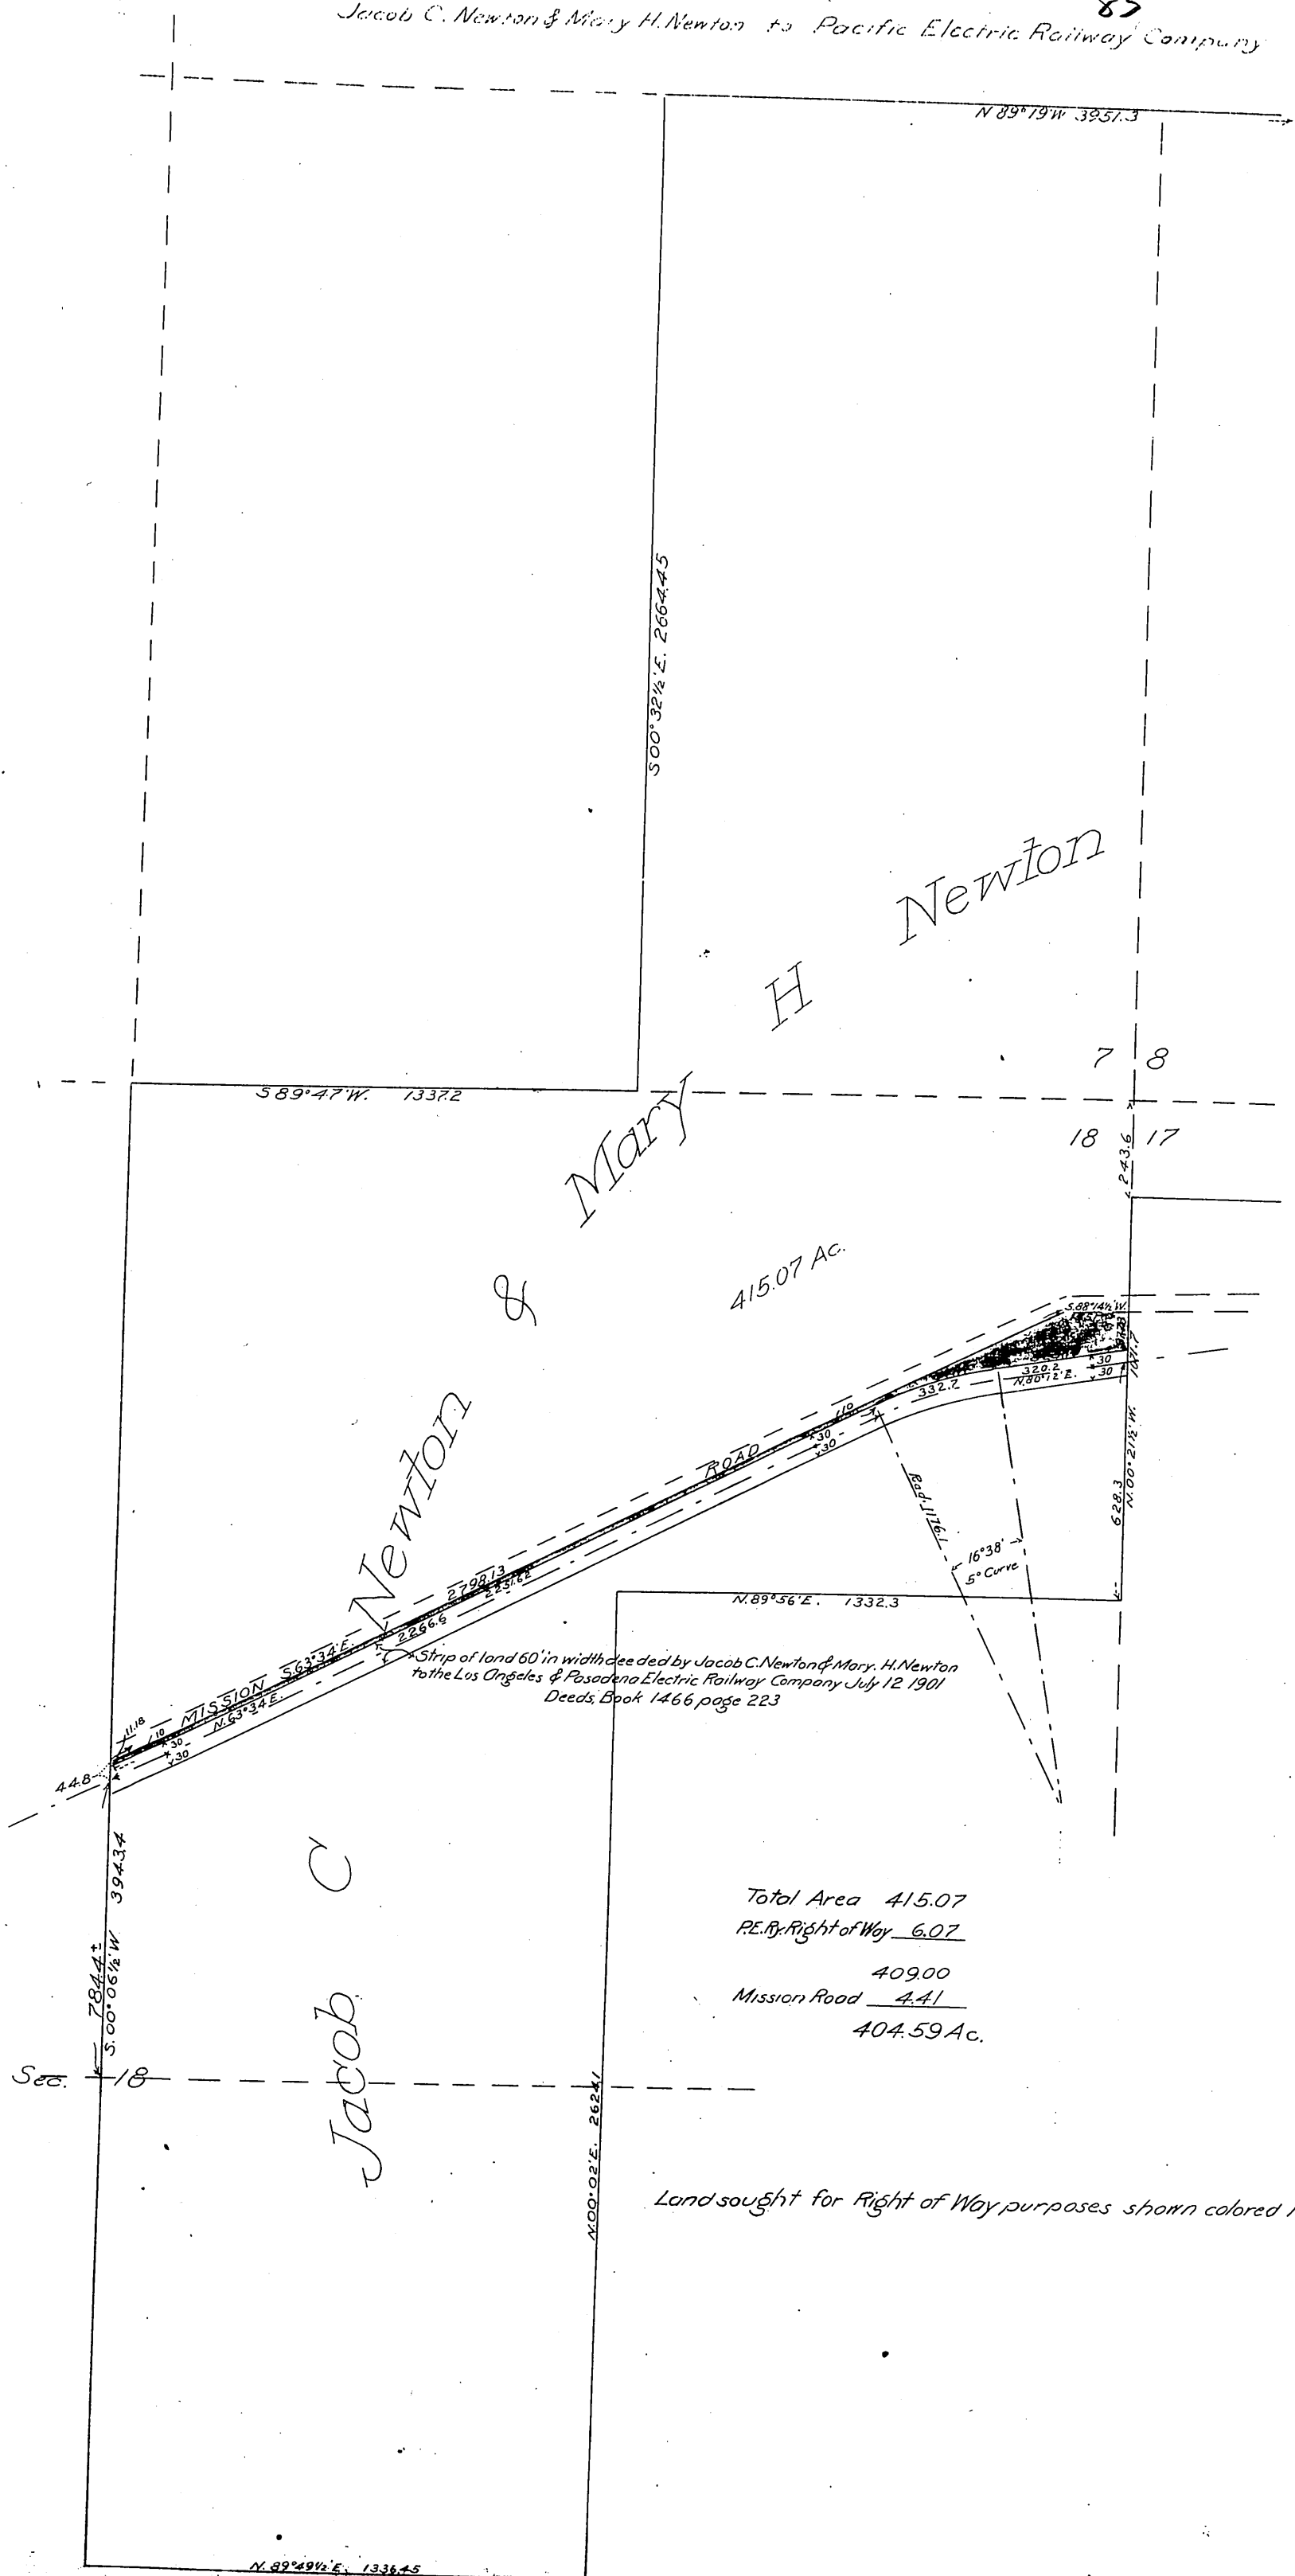 85
Jacob C. Newton & Mary H. Newton to Pacific Electric Railway Company
N 89°19'W 3951.3
S00°32½'E. 2664.45
Newton
H
7 8
S 89°47'W. 1337.2
Mary
18 17
243.6
&
415.07 Ac.
S.88°14½'W.
30
320.2
N.80°12'E.
30
332.7
10
30
30
N.00°21½'W. 1071.7
628.3
Newton
ROAD
Rad. 1176.1
16°38'
5° Curve
2798.13
2251.62
2266.6
N.89°56'E. 1332.3
S.63°34'E.
MISSION
N.63°34'E.
Strip of land 60' in width deeded by Jacob C. Newton & Mary. H. Newton
to the Los Angeles & Pasadena Electric Railway Company July 12 1901
Deeds, Book 1466 page 223
11.18
10
30
30
44.8
C
S.00°06½'W 3943.4
784.4±
Total Area 415.07
P.E.Ry. Right of Way 6.07
409.00
Mission Road 4.41
404.59 Ac.
Jacob
Sec. 18
N.00°02'E. 2624.1
Land sought for Right of Way purposes shown colored
N. 89°49½'E. 1336.45